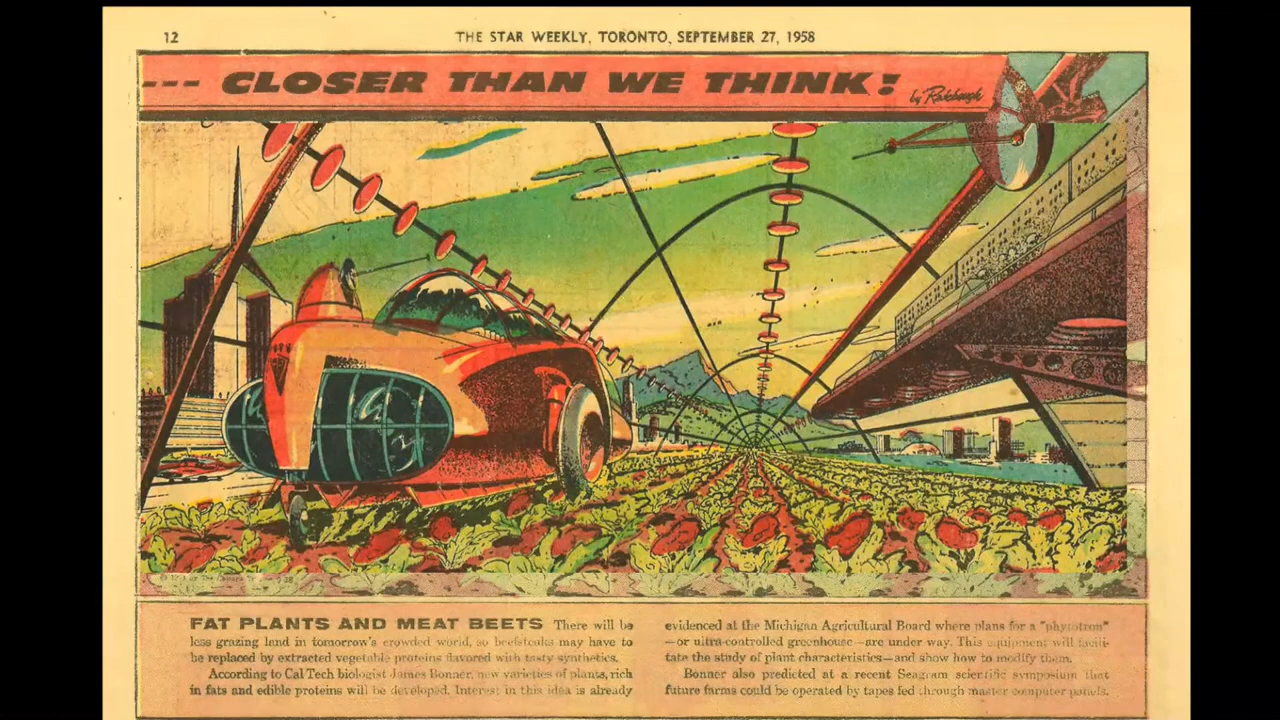 12
THE STAR WEEKLY, TORONTO, SEPTEMBER 27, 1958
--- CLOSER THAN WE THINK!
by Radebaugh
FAT PLANTS AND MEAT BEETS There will be
less grazing land in tomorrow's crowded world, so beefsteaks may have to
be replaced by extracted vegetable proteins flavored with tasty synthetics.
According to Cal Tech biologist James Bonner, new varieties of plants, rich
in fats and edible proteins will be developed. Interest in this idea is already
evidenced at the Michigan Agricultural Board where plans for a "phytotron"
—or ultra-controlled greenhouse—are under way. This equipment will facili-
tate the study of plant characteristics—and show how to modify them.
Bonner also predicted at a recent Seagram scientific symposium that
future farms could be operated by tapes fed through master computer panels.